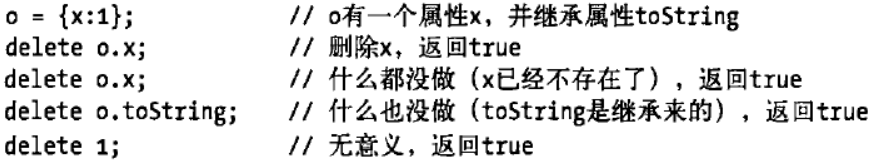 o = {x:1}; // o有一个属性x，并继承属性toString
delete o.x; // 删除x，返回true
delete o.x; // 什么都没做（x已经不存在了），返回true
delete o.toString; // 什么也没做（toString是继承来的），返回true
delete 1; // 无意义，返回true